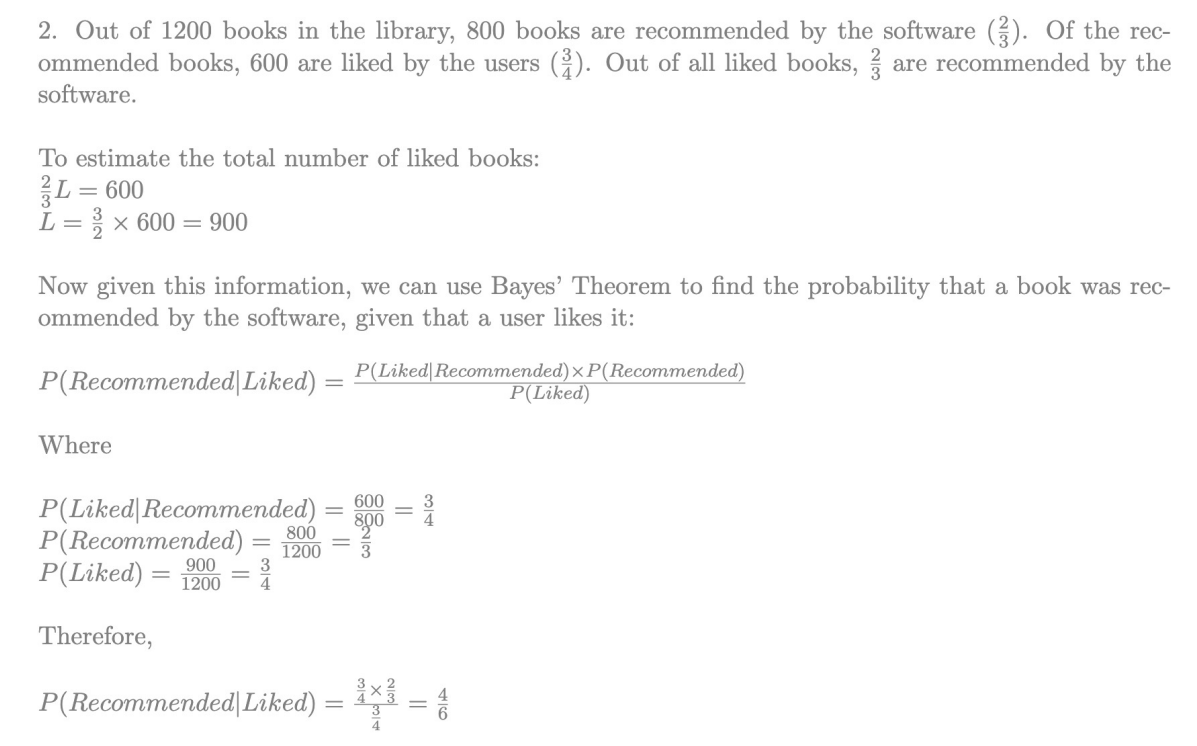 2. Out of 1200 books in the library, 800 books are recommended by the software (2/3). Of the rec-
ommended books, 600 are liked by the users (3/4). Out of all liked books, 2/3 are recommended by the
software.
To estimate the total number of liked books:
2/3 L = 600
L = 3/2 × 600 = 900
Now given this information, we can use Bayes' Theorem to find the probability that a book was rec-
ommended by the software, given that a user likes it:
P(Recommended|Liked) = P(Liked|Recommended)×P(Recommended) / P(Liked)
Where
P(Liked|Recommended) = 600/800 = 3/4
P(Recommended) = 800/1200 = 2/3
P(Liked) = 900/1200 = 3/4
Therefore,
P(Recommended|Liked) = (3/4 × 2/3) / (3/4) = 4/6